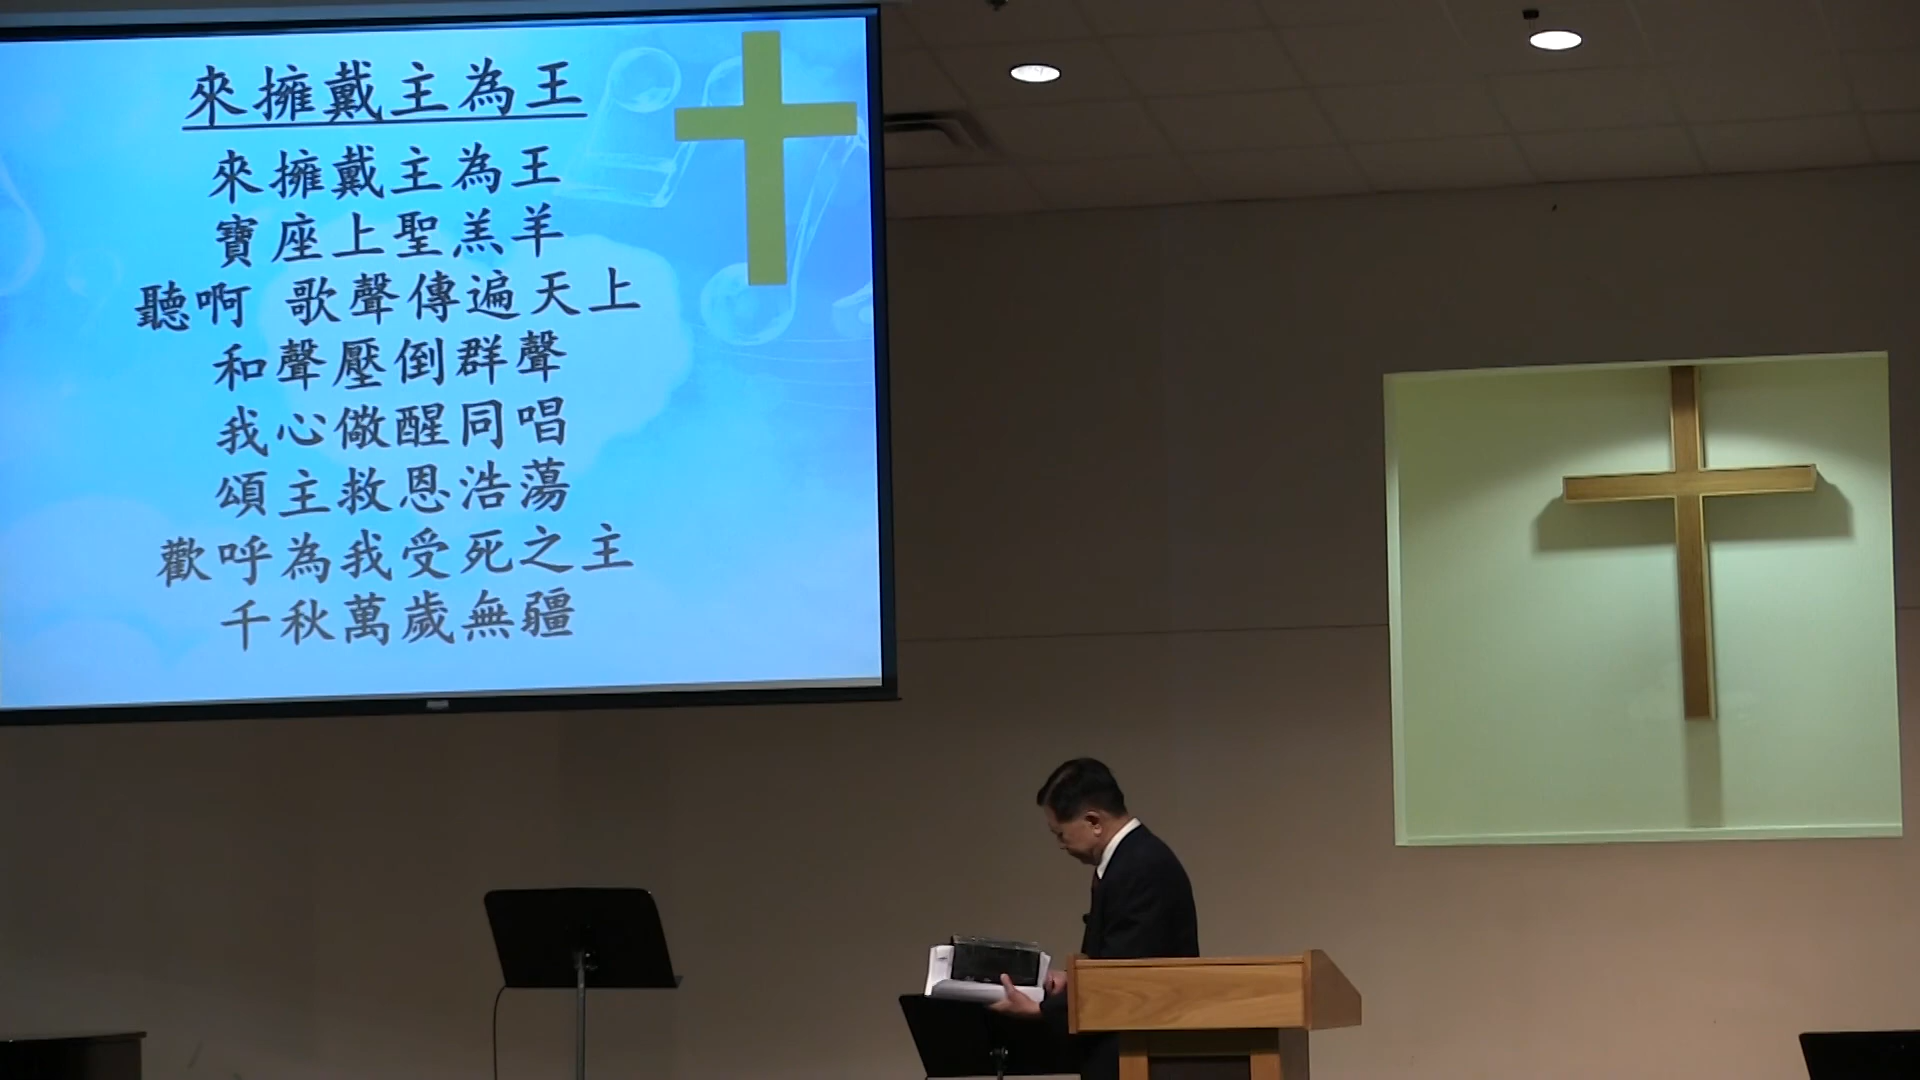 來擁戴主為王
來擁戴主為王
寶座上聖羔羊
聽啊 歌聲傳遍天上
和聲壓倒群聲
我心儆醒同唱
頌主救恩浩蕩
歡呼為我受死之主
千秋萬歲無疆